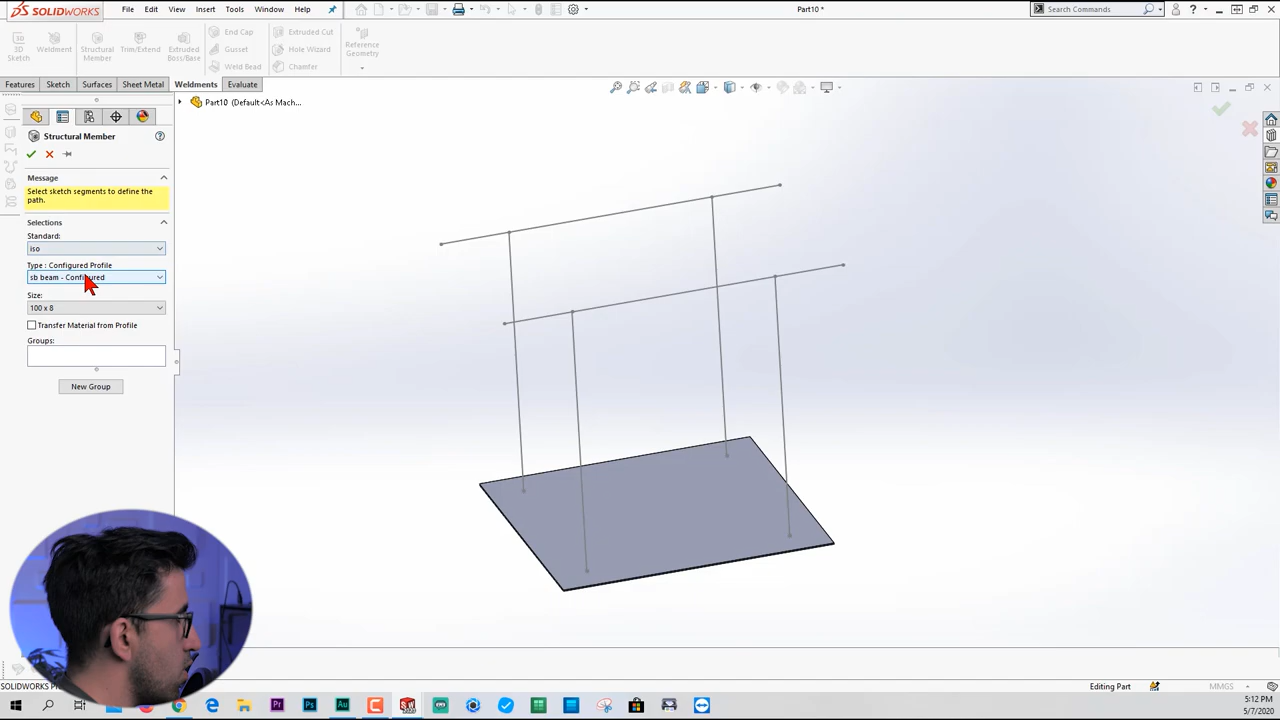 SOLIDWORKS
File Edit View Insert Tools Window Help
Part10 *
Search Commands
3D Sketch
Weldment
Structural Member
Trim/Extend
Extruded Boss/Base
End Cap
Gusset
Weld Bead
Extruded Cut
Hole Wizard
Chamfer
Reference Geometry
Features Sketch Surfaces Sheet Metal Weldments Evaluate
Part10 (Default<As Mach...
Structural Member
Message
Select sketch segments to define the
path.
Selections
Standard:
iso
Type : Configured Profile
sb beam - Configured
Size:
100 x 8
Transfer Material from Profile
Groups:
New Group
SOLIDWORKS
Editing Part
MMGS
5:12 PM
5/7/2020